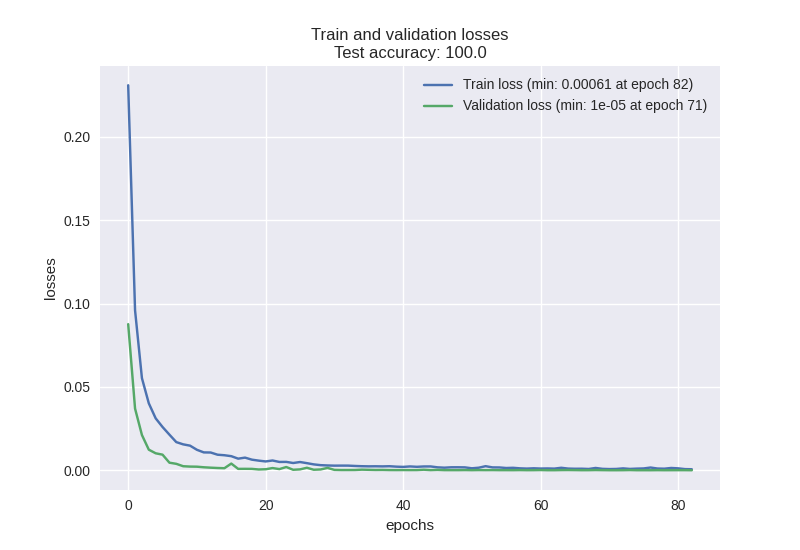 Train and validation losses
Test accuracy: 100.0
Train loss (min: 0.00061 at epoch 82)
Validation loss (min: 1e-05 at epoch 71)
0.20
0.15
0.10
0.05
0.00
losses
0 20 40 60 80
epochs